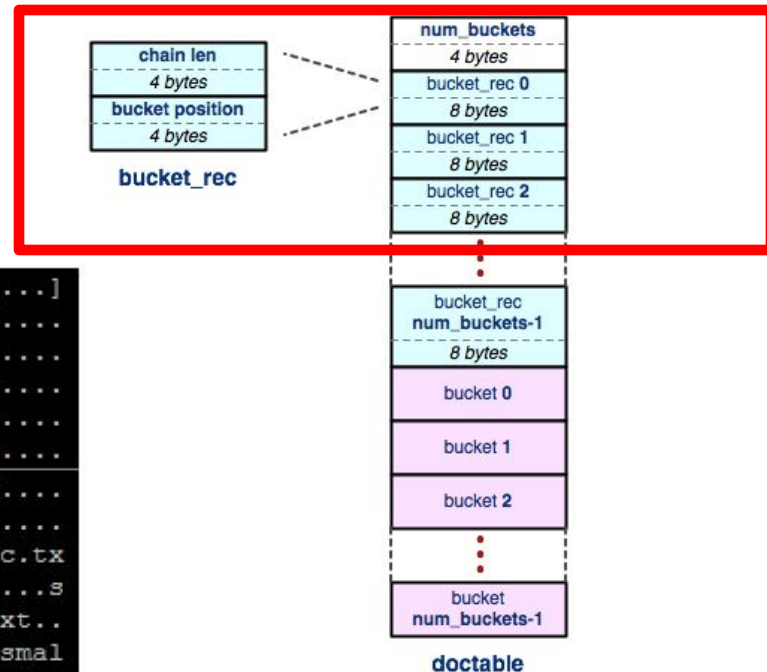 chain len
4 bytes
bucket position
4 bytes
bucket_rec
num_buckets
4 bytes
bucket_rec 0
8 bytes
bucket_rec 1
8 bytes
bucket_rec 2
8 bytes
bucket_rec
num_buckets-1
8 bytes
bucket 0
bucket 1
bucket 2
bucket
num_buckets-1
doctable
...]
....
....
....
....
....
....
....
c.tx
...s
xt..
smal